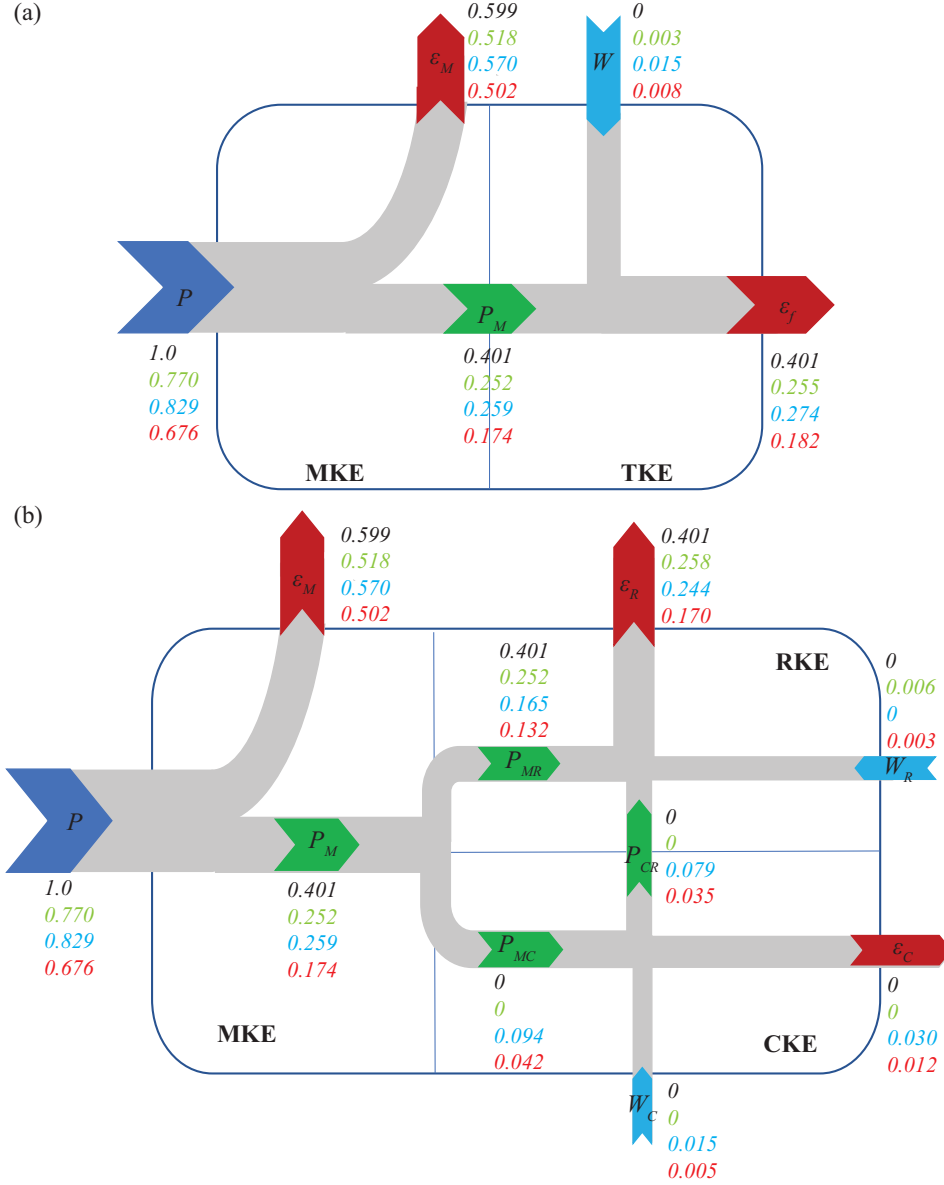 (a)
ε_M
0.599
0.518
0.570
0.502
W
0
0.003
0.015
0.008
P
1.0
0.770
0.829
0.676
P_M
0.401
0.252
0.259
0.174
ε_f
0.401
0.255
0.274
0.182
MKE
TKE
(b)
ε_M
0.599
0.518
0.570
0.502
ε_R
0.401
0.258
0.244
0.170
RKE
P_MR
0.401
0.252
0.165
0.132
W_R
0
0.006
0
0.003
P
1.0
0.770
0.829
0.676
P_M
0.401
0.252
0.259
0.174
P_CR
0
0
0.079
0.035
P_MC
0
0
0.094
0.042
ε_C
0
0
0.030
0.012
MKE
CKE
W_C
0
0
0.015
0.005